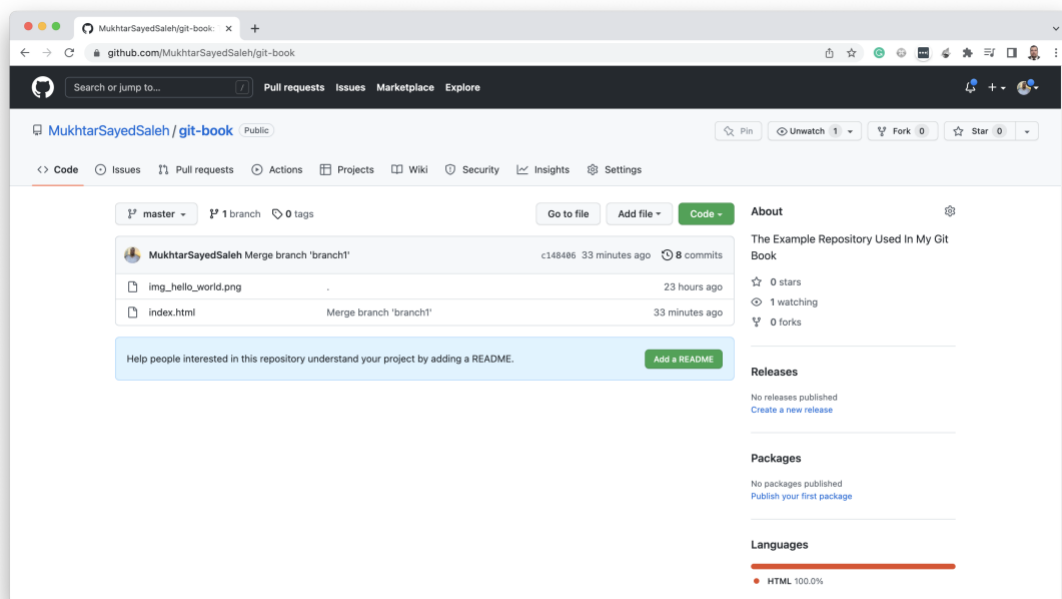 MukhtarSayedSaleh/git-book:
github.com/MukhtarSayedSaleh/git-book
Search or jump to... / Pull requests Issues Marketplace Explore
MukhtarSayedSaleh / git-book Public
Pin Unwatch 1 Fork 0 Star 0
Code Issues Pull requests Actions Projects Wiki Security Insights Settings
master 1 branch 0 tags Go to file Add file Code
MukhtarSayedSaleh Merge branch 'branch1' c148406 33 minutes ago 8 commits
img_hello_world.png . 23 hours ago
index.html Merge branch 'branch1' 33 minutes ago
Help people interested in this repository understand your project by adding a README. Add a README
About
The Example Repository Used In My Git
Book
0 stars
1 watching
0 forks
Releases
No releases published
Create a new release
Packages
No packages published
Publish your first package
Languages
HTML 100.0%